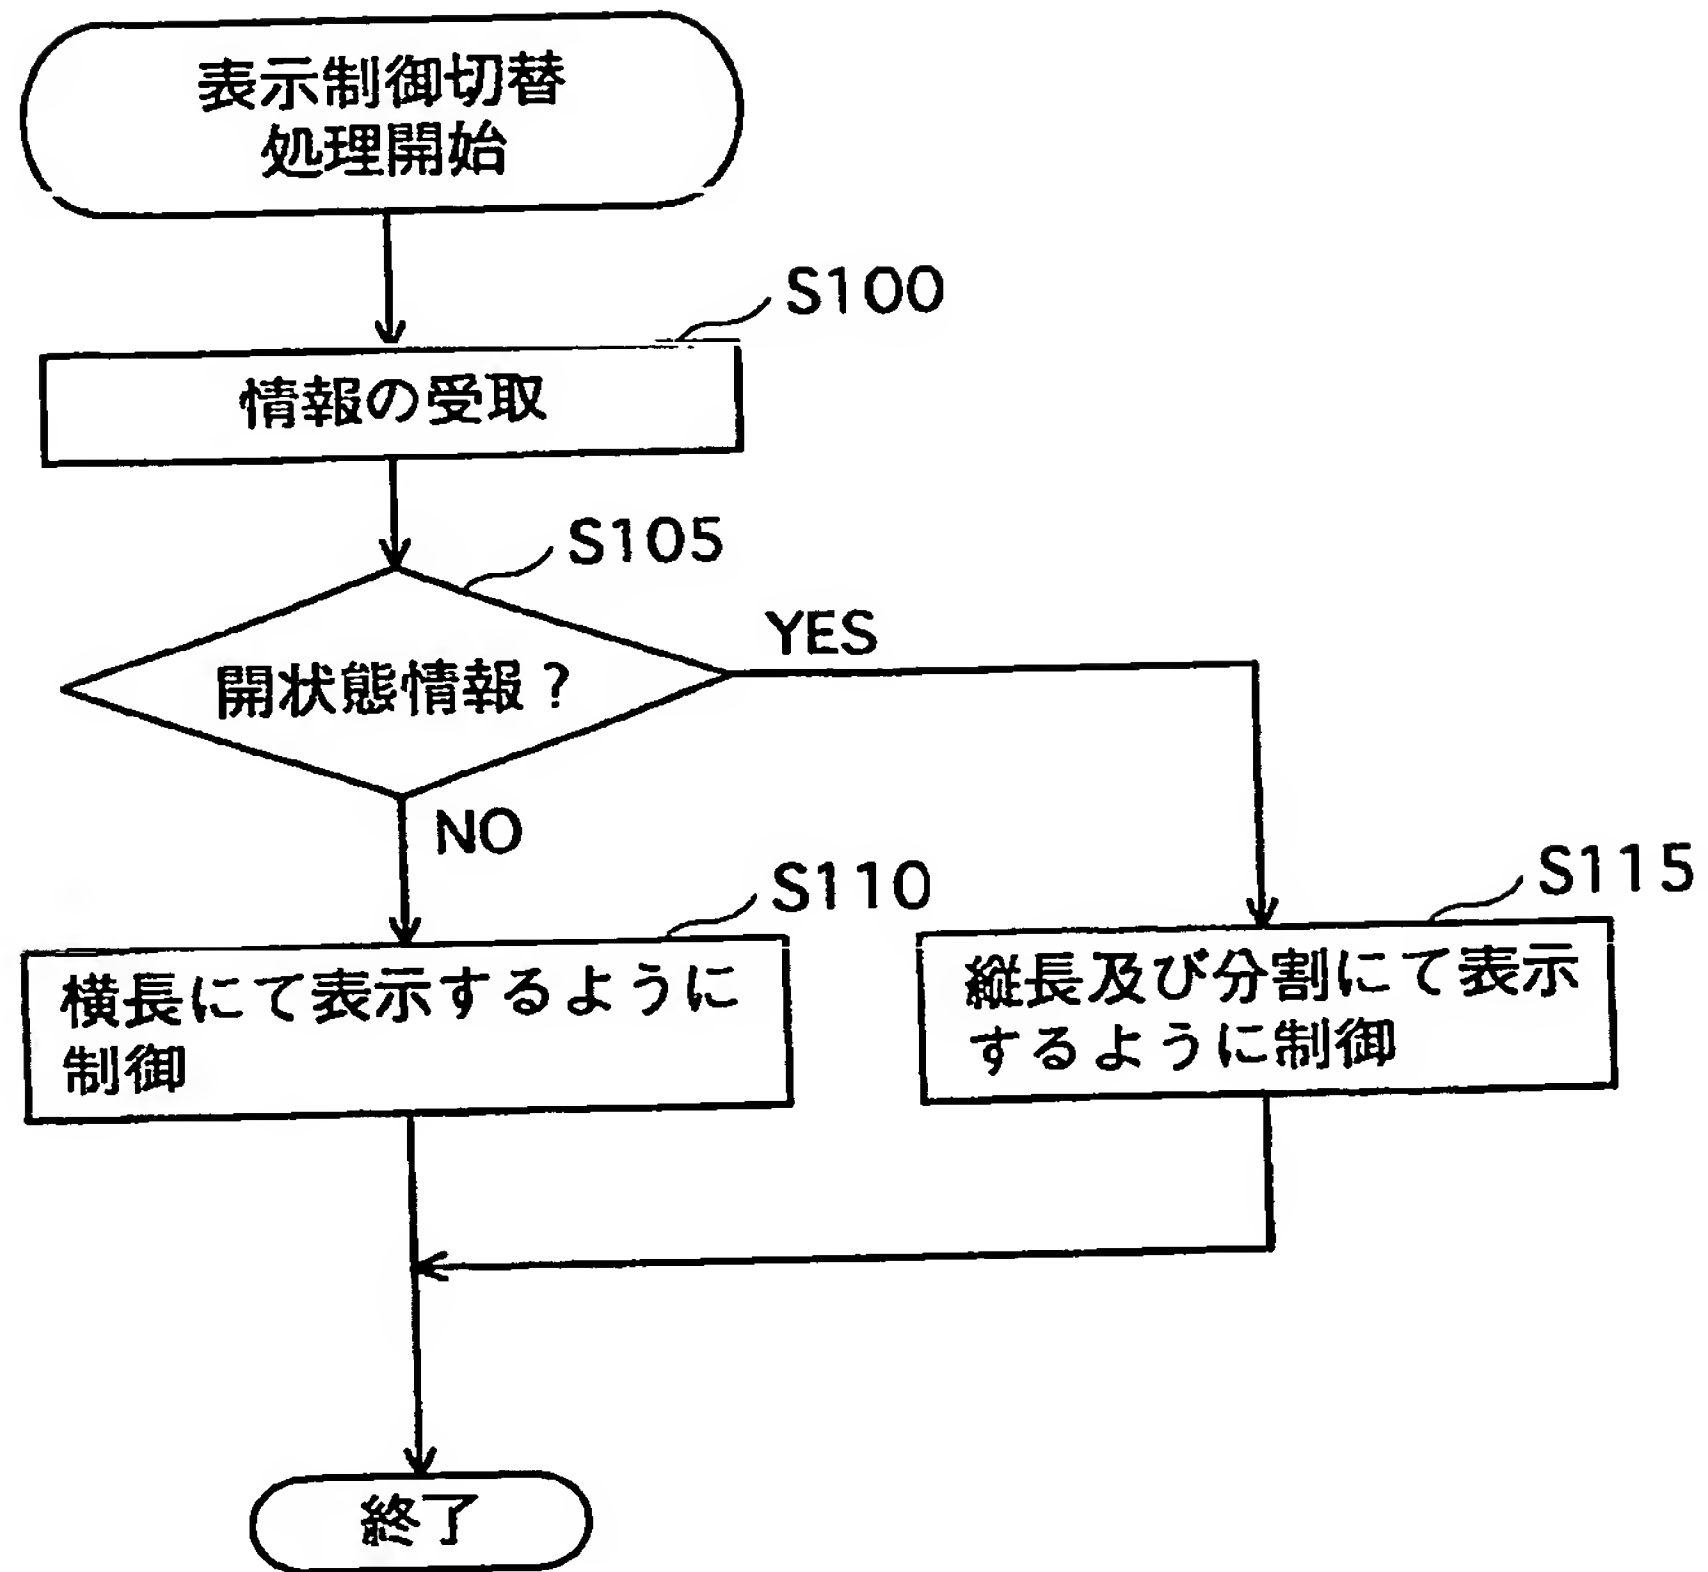 表示制御切替
処理開始
S100
情報の受取
S105
開状態情報?
YES
NO
S110
横長にて表示するように
制御
S115
縦長及び分割にて表示
するように制御
終了